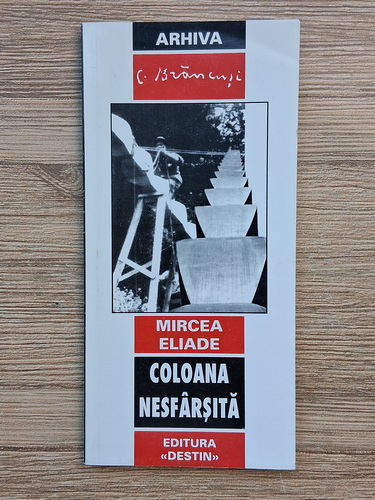 ARHIVA
C. Brâncuşi
MIRCEA
ELIADE
COLOANA
NESFÂRŞITĂ
EDITURA
«DESTIN»